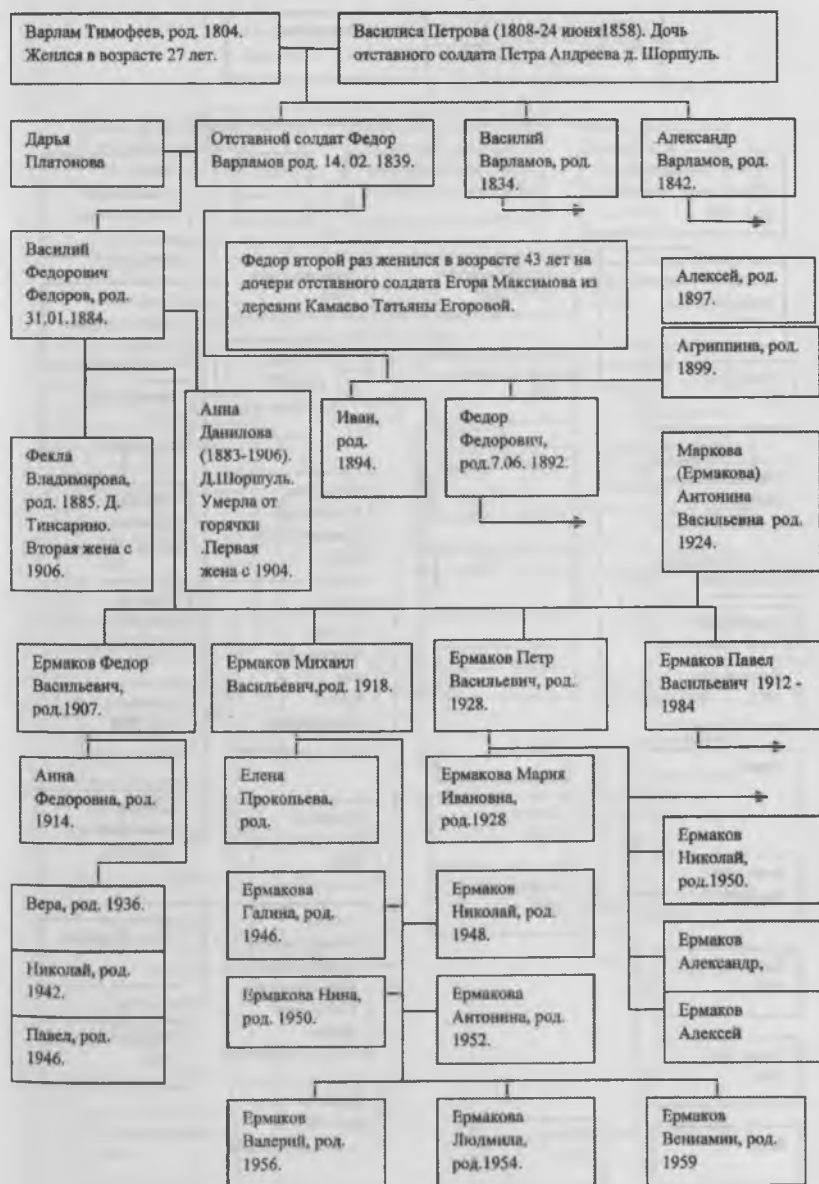 Варлам Тимофеев, род. 1804.
Женился в возрасте 27 лет.
Василиса Петрова (1808-24 июня1858). Дочь
отставного солдата Петра Андреева д. Шоршуль.
Дарья
Платонова
Отставной солдат Федор
Варламов род. 14. 02. 1839.
Василий
Варламов, род.
1834.
Александр
Варламов, род.
1842.
Василий
Федорович
Федоров, род.
31.01.1884.
Федор второй раз женился в возрасте 43 лет на
дочери отставного солдата Егора Максимова из
деревни Камаево Татьяны Егоровой.
Алексей, род.
1897.
Агриппина, род.
1899.
Фекла
Владимирова,
род. 1885. Д.
Тинсарино.
Вторая жена с
1906.
Анна
Данилова
(1883-1906).
Д.Шоршуль.
Умерла от
горячки
.Первая
жена с 1904.
Иван,
род.
1894.
Федор
Федорович,
род.7.06. 1892.
Маркова
(Ермакова)
Антонина
Васильевна род.
1924.
Ермаков Федор
Васильевич,
род.1907.
Ермаков Михаил
Васильевич,род. 1918.
Ермаков Петр
Васильевич, род.
1928.
Ермаков Павел
Васильевич 1912 -
1984
Анна
Федоровна, род.
1914.
Елена
Прокопьева,
род.
Ермакова Мария
Ивановна,
род.1928
Ермаков
Николай,
род.1950.
Вера, род. 1936.
Николай, род.
1942.
Павел, род.
1946.
Ермакова
Галина, род.
1946.
Ермаков
Николай, род.
1948.
Ермаков
Александр,
Ермакова Нина,
род. 1950.
Ермакова
Антонина, род.
1952.
Ермаков
Алексей
Ермаков
Валерий, род.
1956.
Ермакова
Людмила,
род.1954.
Ермаков
Вениамин, род.
1959